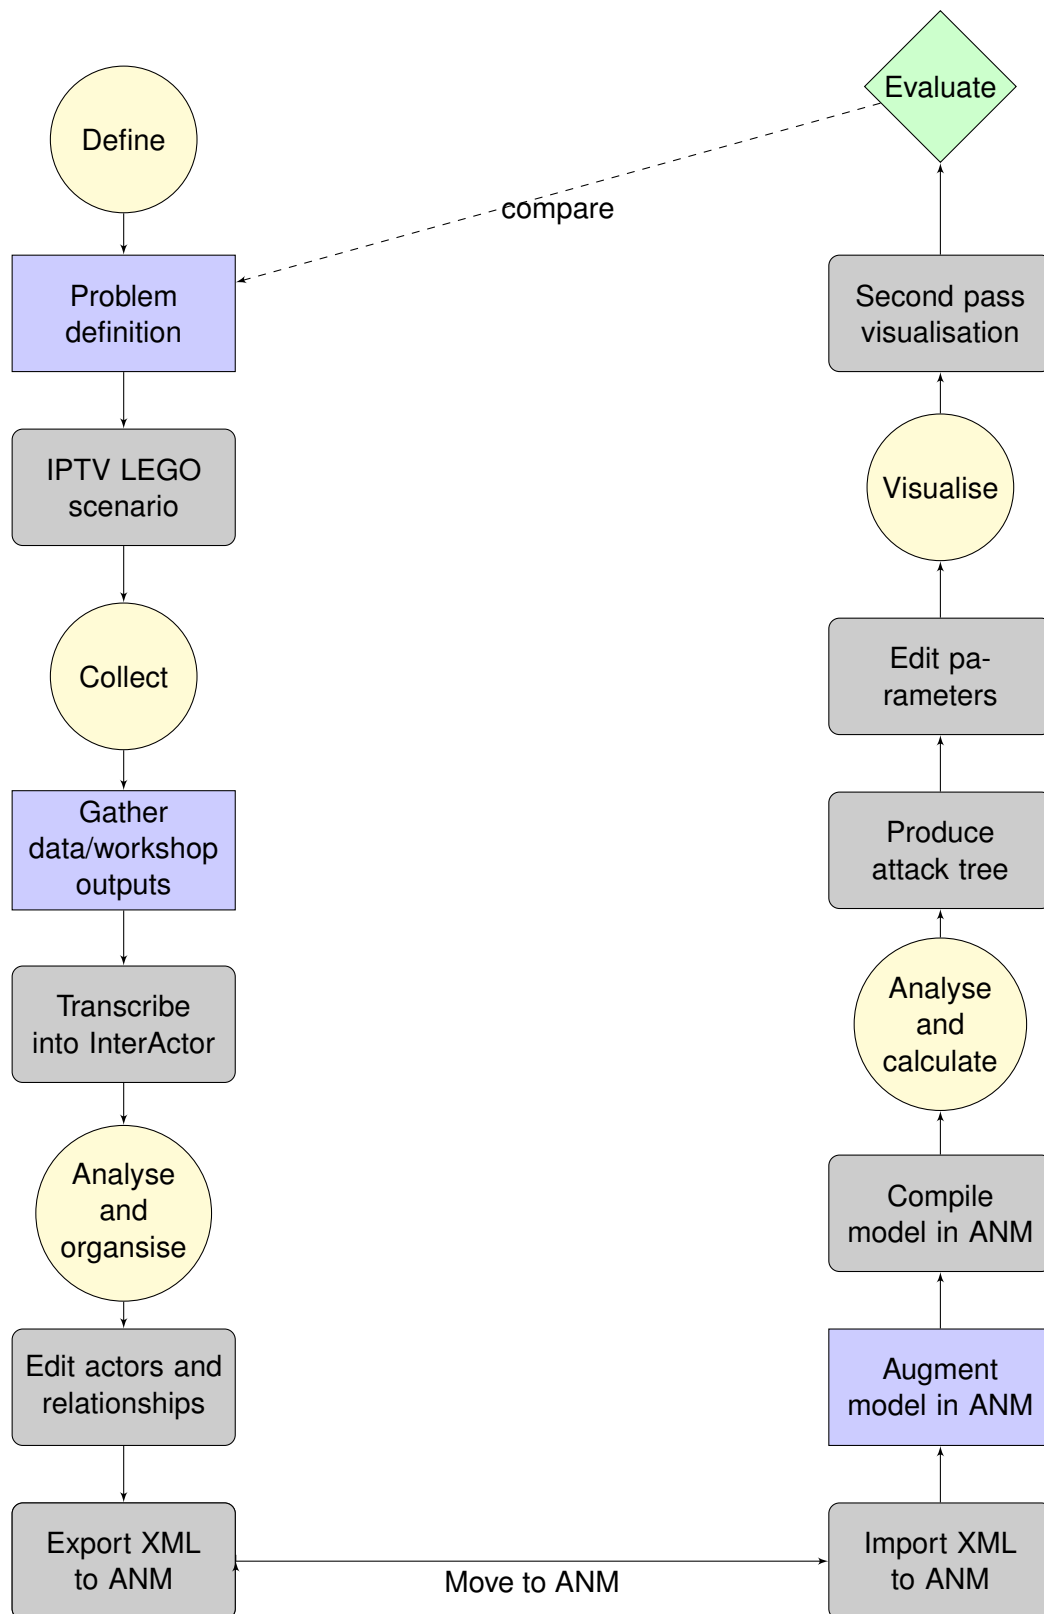 Define
Problem
definition
IPTV LEGO
scenario
Collect
Gather
data/workshop
outputs
Transcribe
into InterActor
Analyse
and
organsise
Edit actors and
relationships
Export XML
to ANM
Move to ANM
Import XML
to ANM
Augment
model in ANM
Compile
model in ANM
Analyse
and
calculate
Produce
attack tree
Edit pa-
rameters
Visualise
Second pass
visualisation
Evaluate
compare